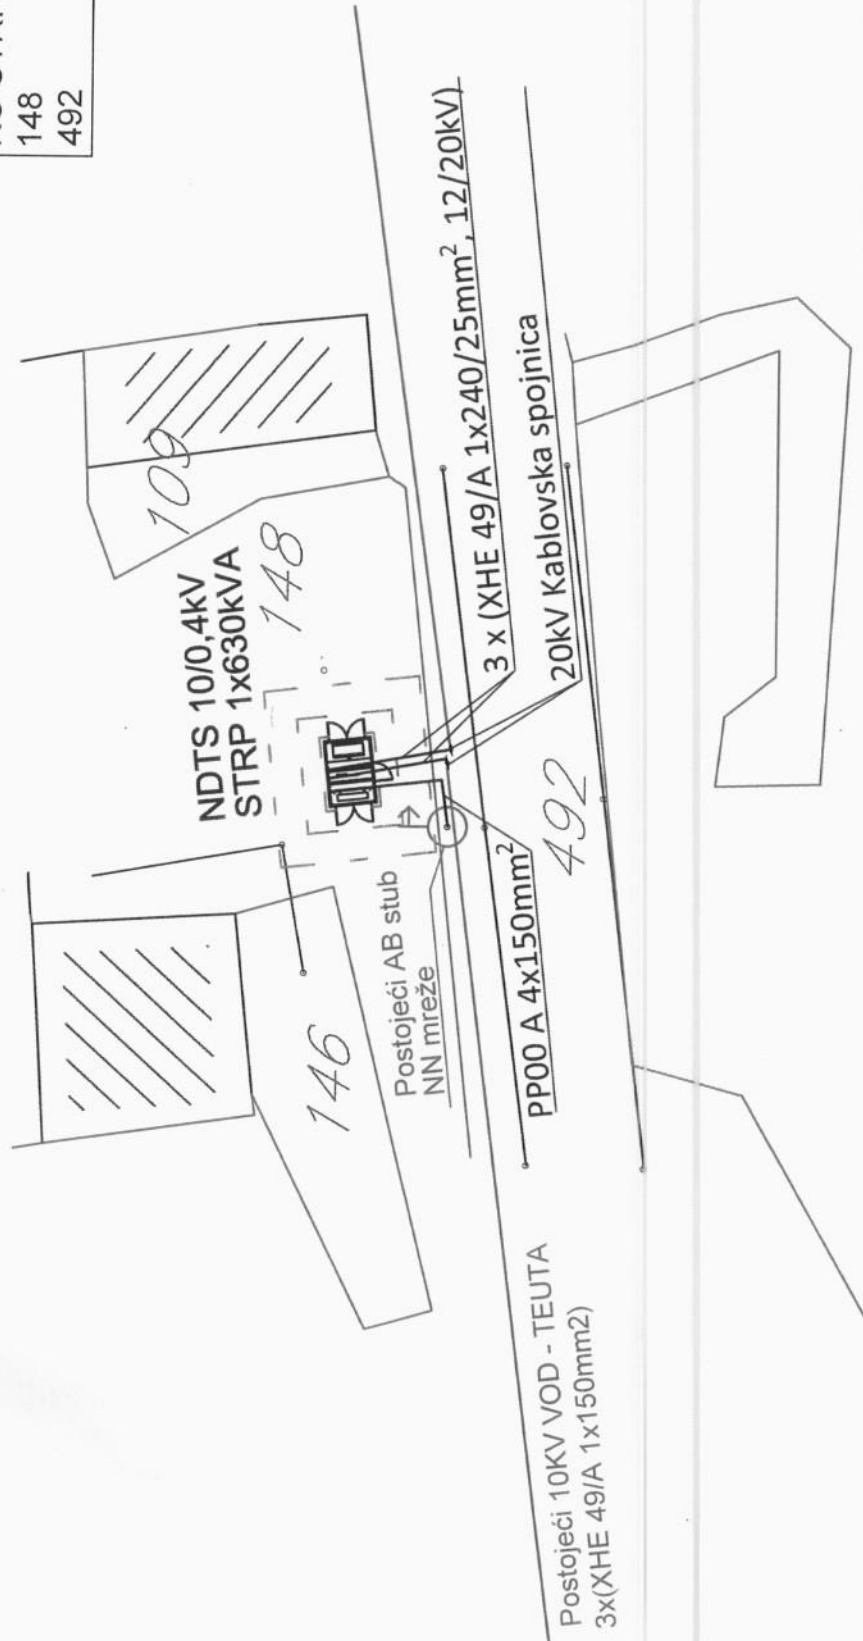 148
492
109
NDTS 10/0,4kV
STRP 1x630kVA
148
3 x (XHE 49/A 1x240/25mm², 12/20kV)
20kV Kablovska spojnica
146
Postojeći AB stub
NN mreže
492
PP00 A 4x150mm²
Postojeći 10KV VOD - TEUTA
3x(XHE 49/A 1x150mm2)